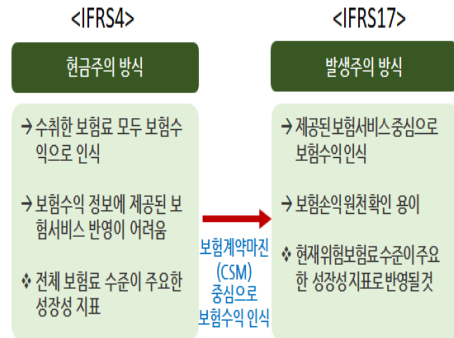 <IFRS4>
현금주의 방식
→ 수취한 보험료 모두 보험수
익으로 인식
→ 보험수익 정보에 제공된 보
험서비스 반영이 어려움
❖ 전체 보험료 수준이 주요한
성장성 지표
보험계약마진
(CSM)
중심으로
보험수익 인식
<IFRS17>
발생주의 방식
→ 제공된 보험서비스 중심으로
보험수익 인식
→ 보험손익 원천 확인 용이
❖ 현재 위험보험료 수준이 주요
한 성장성 지표로 반영될 것